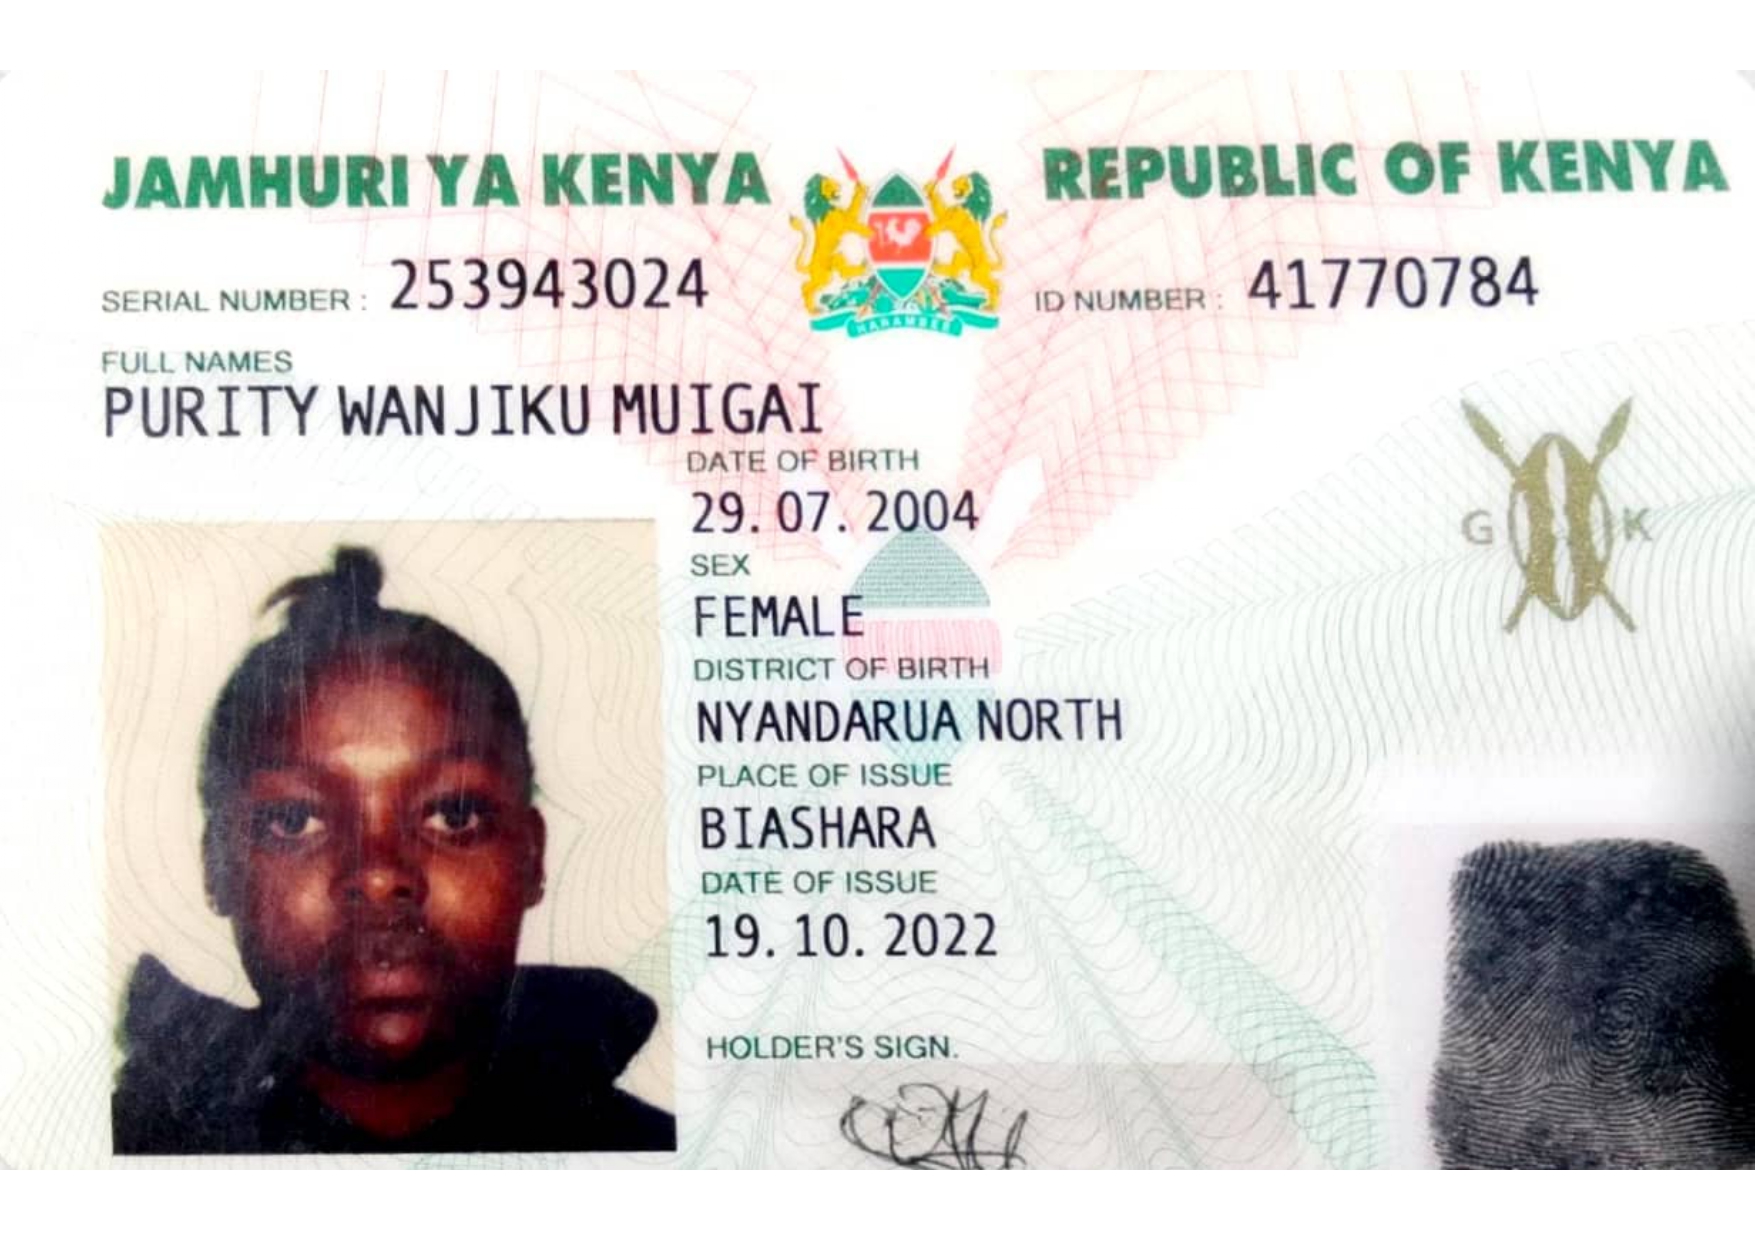 JAMHURI YA KENYA REPUBLIC OF KENYA
HARAMBEE
SERIAL NUMBER : 253943024 ID NUMBER : 41770784
FULL NAMES
PURITY WANJIKU MUIGAI
DATE OF BIRTH
29. 07. 2004
G K
SEX
FEMALE
DISTRICT OF BIRTH
NYANDARUA NORTH
PLACE OF ISSUE
BIASHARA
DATE OF ISSUE
19. 10. 2022
HOLDER'S SIGN.